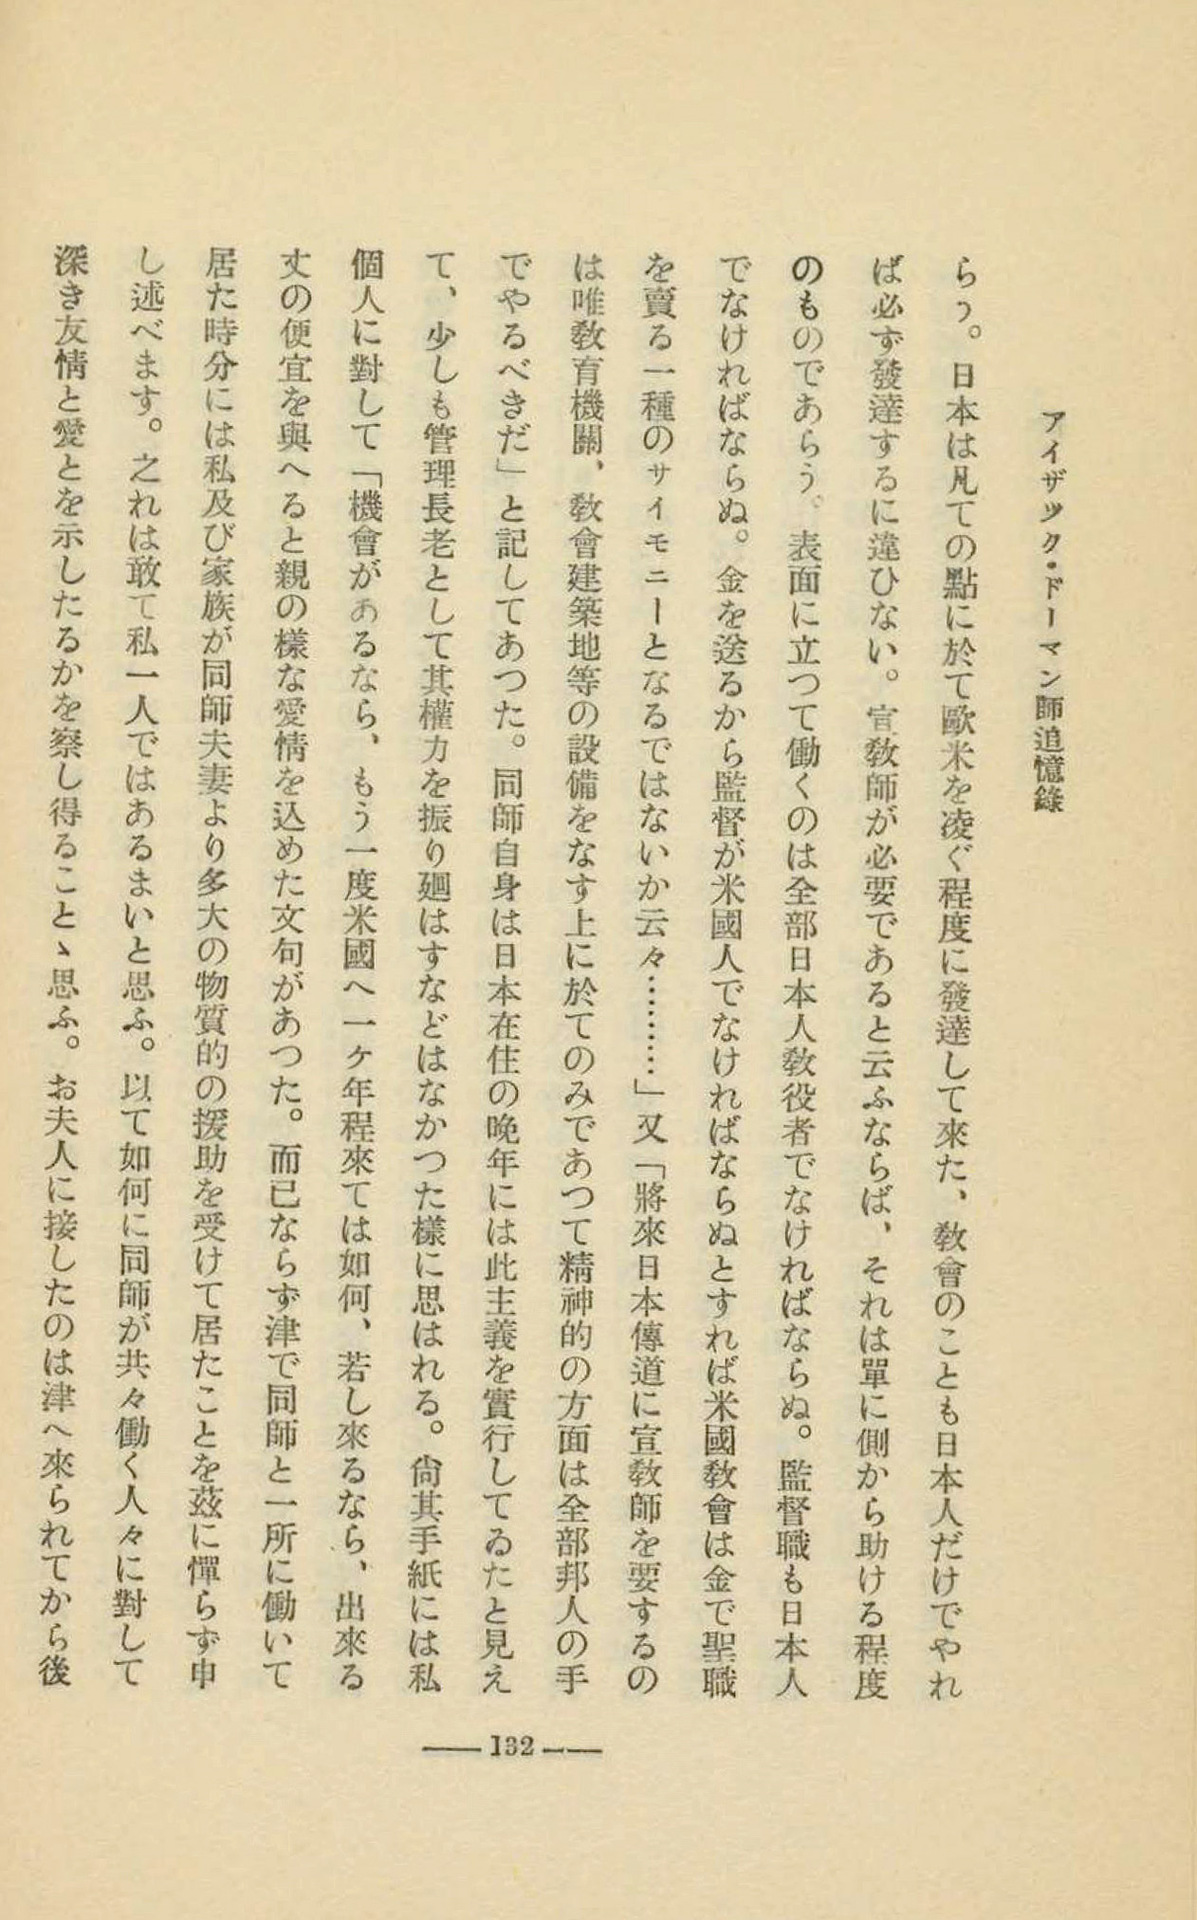 アイザック・ドーマン師追憶錄
らう。日本は凡ての點に於て歐米を凌ぐ程度に發達して來た、敎會のことも日本人だけでやれ
ば必ず發達するに違ひない。宣敎師が必要であると云ふならば、それは單に側から助ける程度
のものであらう。表面に立つて働くのは全部日本人敎役者でなければならぬ。監督職も日本人
でなければならぬ。金を送るから監督が米國人でなければならぬとすれば米國敎會は金で聖職
を賣る一種のサイモニーとなるではないか云々………」又「將來日本傳道に宣敎師を要するの
は唯敎育機關、敎會建築地等の設備をなす上に於てのみであつて精神的の方面は全部邦人の手
でやるべきだ」と記してあつた。同師自身は日本在住の晩年には此主義を實行してゐたと見え
て、少しも管理長老として其權力を振り廻はすなどはなかつた樣に思はれる。尙其手紙には私
個人に對して「機會があるなら、もう一度米國へ一ケ年程來ては如何、若し來るなら、出來る
丈の便宜を與へると親の樣な愛情を込めた文句があつた。而已ならず津で同師と一所に働いて
居た時分には私及び家族が同師夫妻より多大の物質的の援助を受けて居たことを茲に憚らず申
し述べます。之れは敢て私一人ではあるまいと思ふ。以て如何に同師が共々働く人々に對して
深き友情と愛とを示したるかを察し得ることゝ思ふ。お夫人に接したのは津へ來られてから後
132